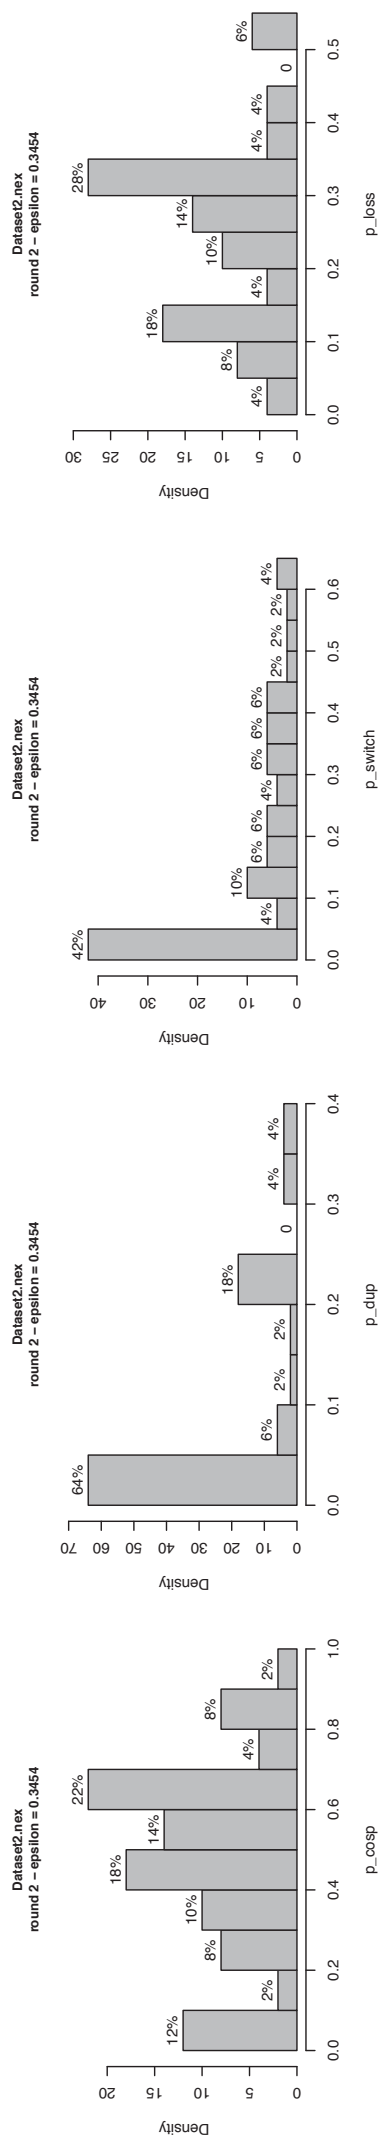 Dataset2.nex
round 2 – epsilon = 0.3454
Density
0 5 10 15 20
12% 2% 8% 10% 18% 14% 22% 4% 8% 2%
0.0 0.2 0.4 0.6 0.8 1.0
p_cosp
Dataset2.nex
round 2 – epsilon = 0.3454
Density
0 10 20 30 40 50 60 70
64% 6% 2% 2% 18% 0 4% 4%
0.0 0.1 0.2 0.3 0.4
p_dup
Dataset2.nex
round 2 – epsilon = 0.3454
Density
0 10 20 30 40
42% 4% 10% 6% 6% 4% 6% 6% 6% 2% 2% 2% 4%
0.0 0.1 0.2 0.3 0.4 0.5 0.6
p_switch
Dataset2.nex
round 2 – epsilon = 0.3454
Density
0 5 10 15 20 25 30
4% 8% 18% 4% 10% 14% 28% 4% 4% 0 6%
0.0 0.1 0.2 0.3 0.4 0.5
p_loss